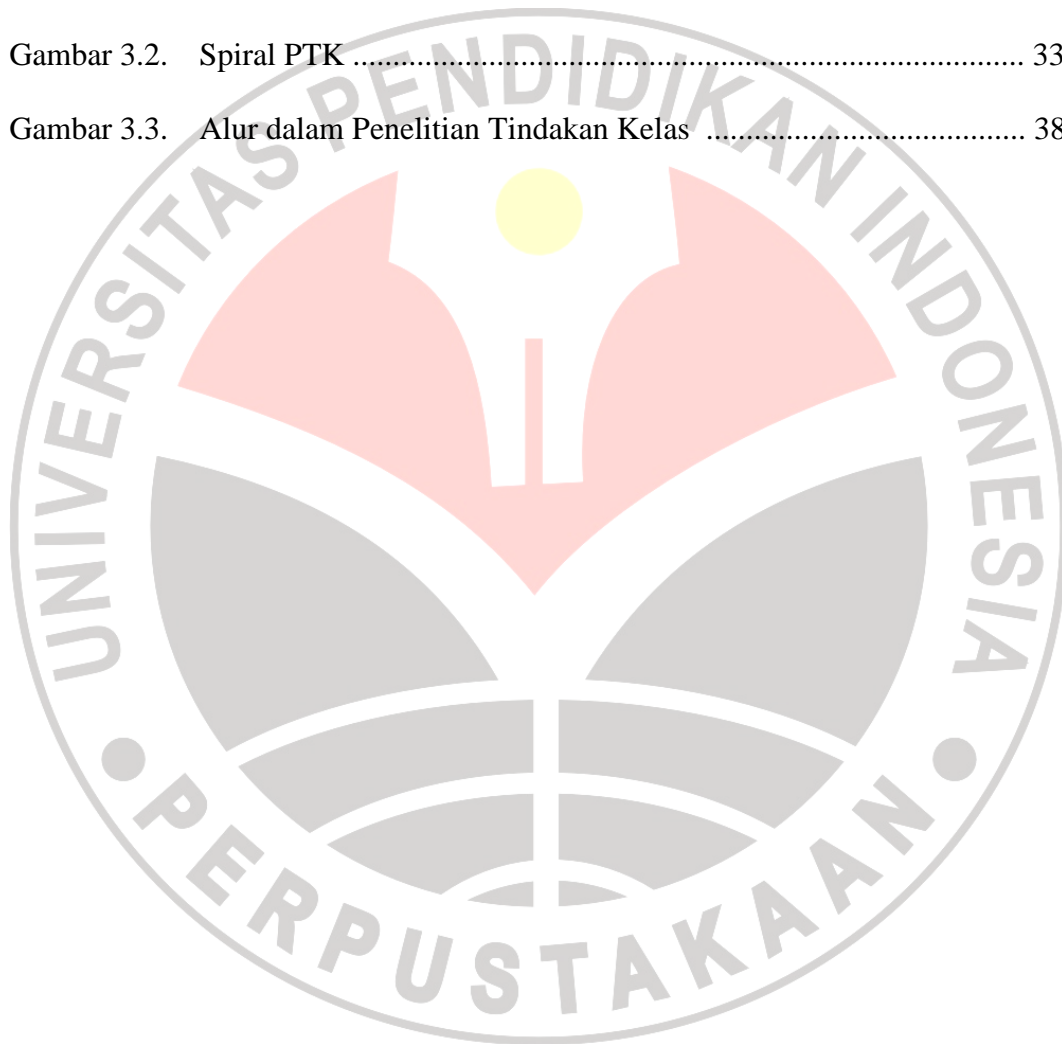 Gambar 3.2. Spiral PTK ..................................................................................... 33
Gambar 3.3. Alur dalam Penelitian Tindakan Kelas ......................................... 38
UNIVERSITAS PENDIDIKAN INDONESIA
PERPUSTAKAAN